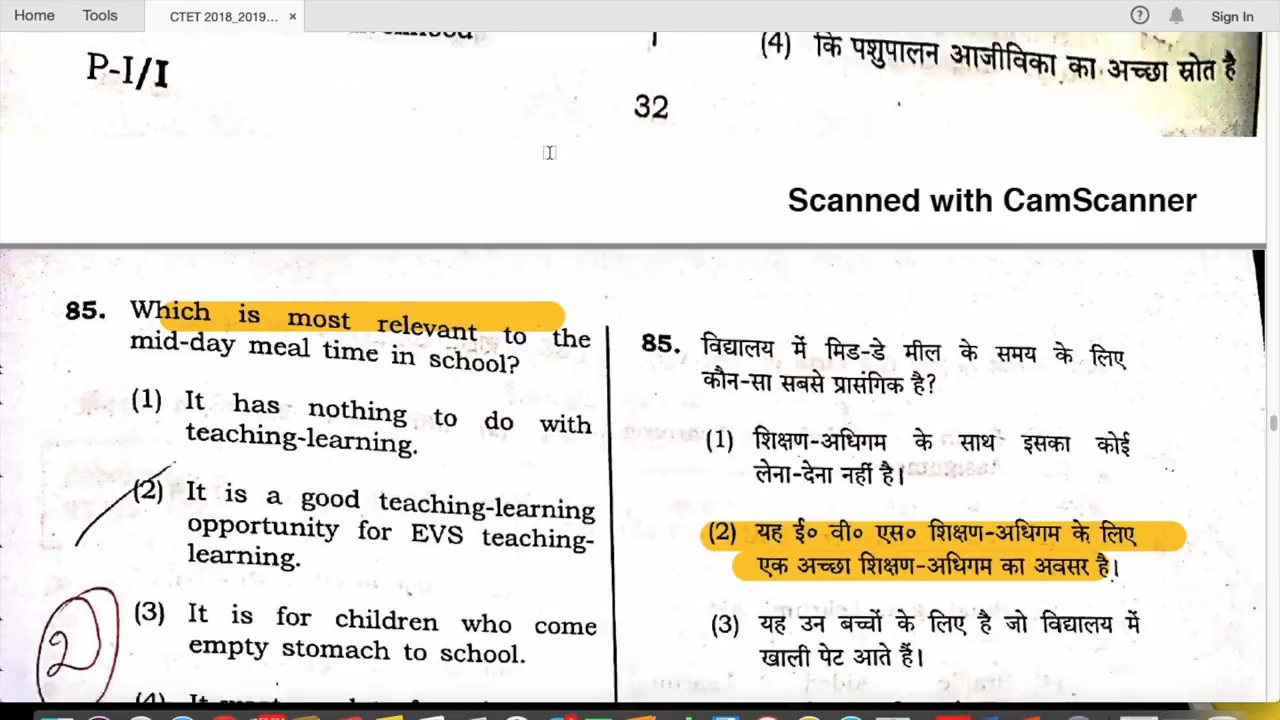 Home Tools CTET 2018_2019... × Sign In
(4) कि पशुपालन आजीविका का अच्छा स्रोत है
P-I/I
32
Scanned with CamScanner
85. Which is most relevant to the
mid-day meal time in school?
(1) It has nothing to do with
teaching-learning.
(2) It is a good teaching-learning
opportunity for EVS teaching-
learning.
(3) It is for children who come
empty stomach to school.
(4) It
2
85. विद्यालय में मिड-डे मील के समय के लिए
कौन-सा सबसे प्रासंगिक है?
(1) शिक्षण-अधिगम के साथ इसका कोई
लेना-देना नहीं है।
(2) यह ई० वी० एस० शिक्षण-अधिगम के लिए
एक अच्छा शिक्षण-अधिगम का अवसर है।
(3) यह उन बच्चों के लिए है जो विद्यालय में
खाली पेट आते हैं।